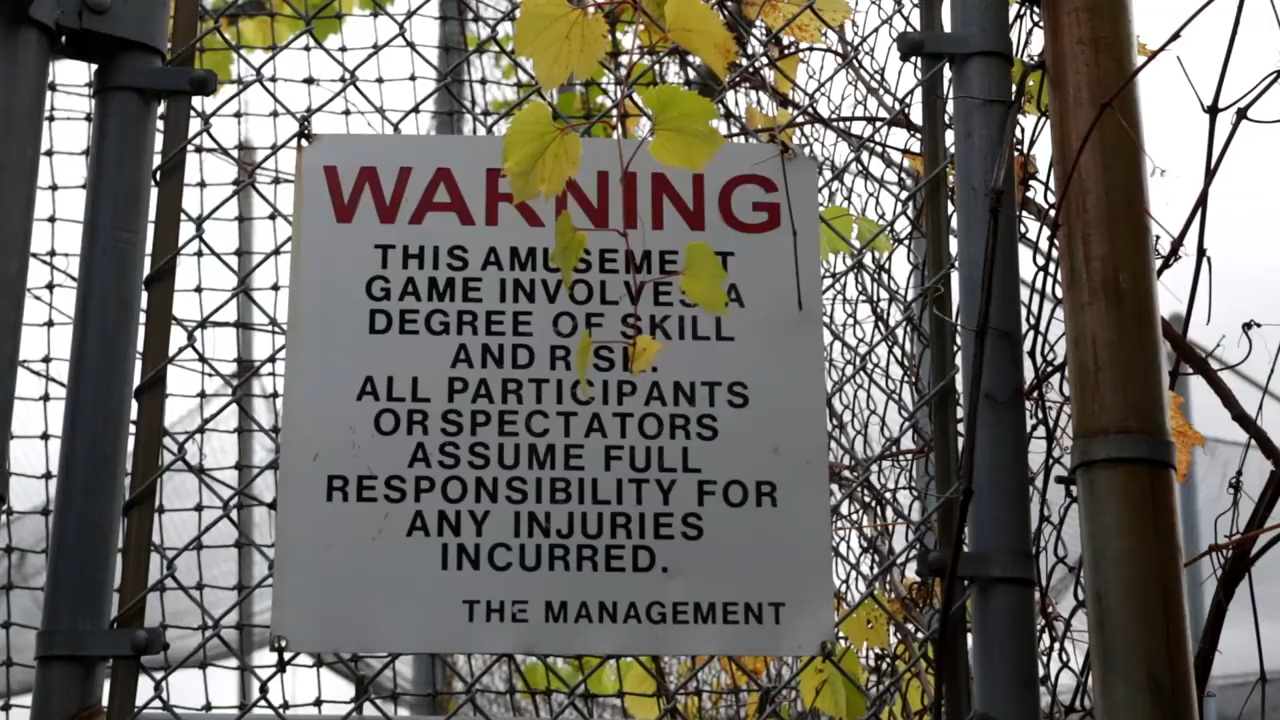 WARNING
THIS AMUSEMENT
GAME INVOLVES A
DEGREE OF SKILL
AND RISK.
ALL PARTICIPANTS
OR SPECTATORS
ASSUME FULL
RESPONSIBILITY FOR
ANY INJURIES
INCURRED.
THE MANAGEMENT